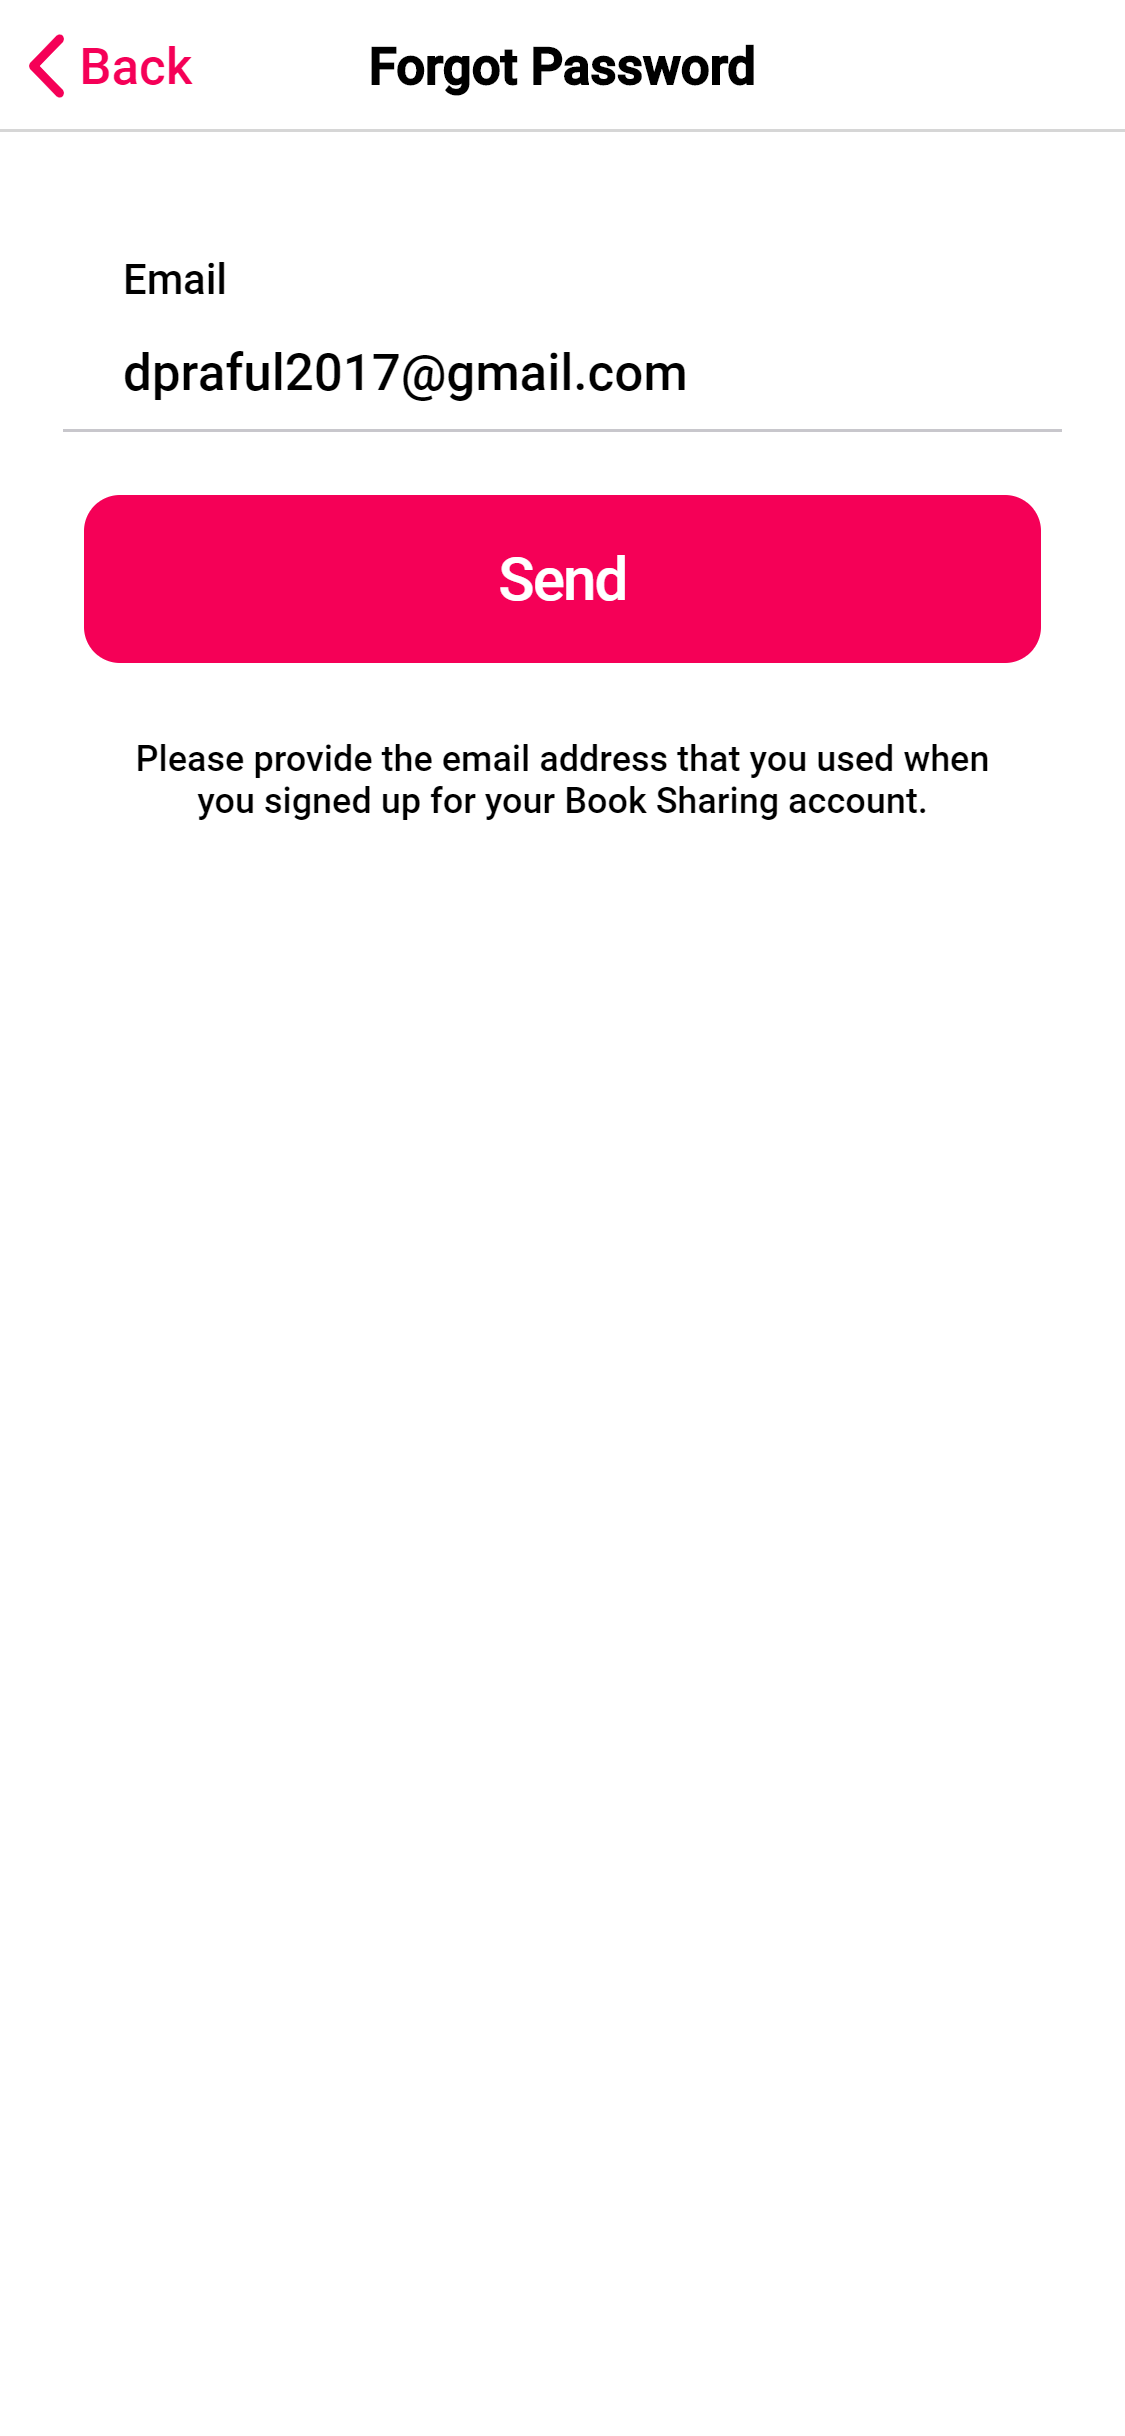 Back
Forgot Password
Email
dpraful2017@gmail.com
Send
Please provide the email address that you used when
you signed up for your Book Sharing account.